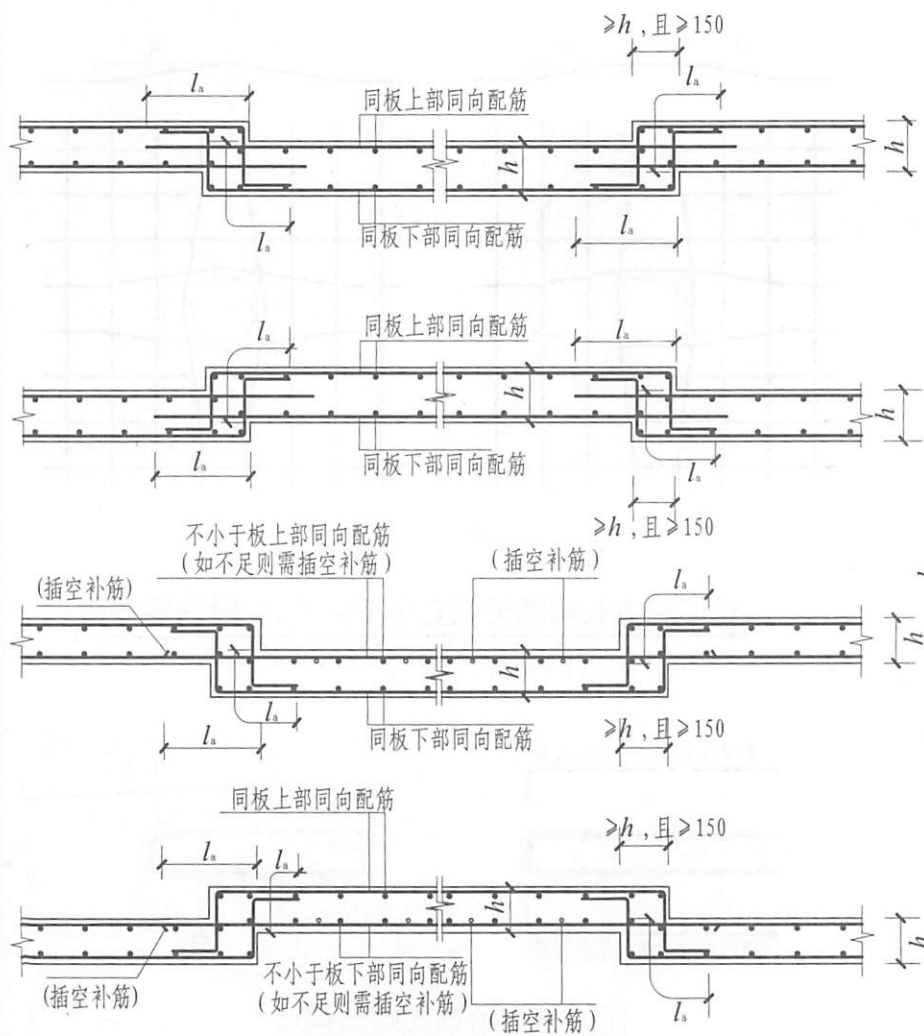 ≥h，且≥150
la
同板上部同向配筋
h
h
la
同板下部同向配筋
la
la
同板上部同向配筋
la
h
h
la
同板下部同向配筋
la
≥h，且≥150
不小于板上部同向配筋
（如不足则需插空补筋）
（插空补筋）
(插空补筋)
la
h
h
la
la
同板下部同向配筋
≥h，且≥150
同板上部同向配筋
≥h，且≥150
la
la
h
h
(插空补筋)
不小于板下部同向配筋
（如不足则需插空补筋）
（插空补筋）
la